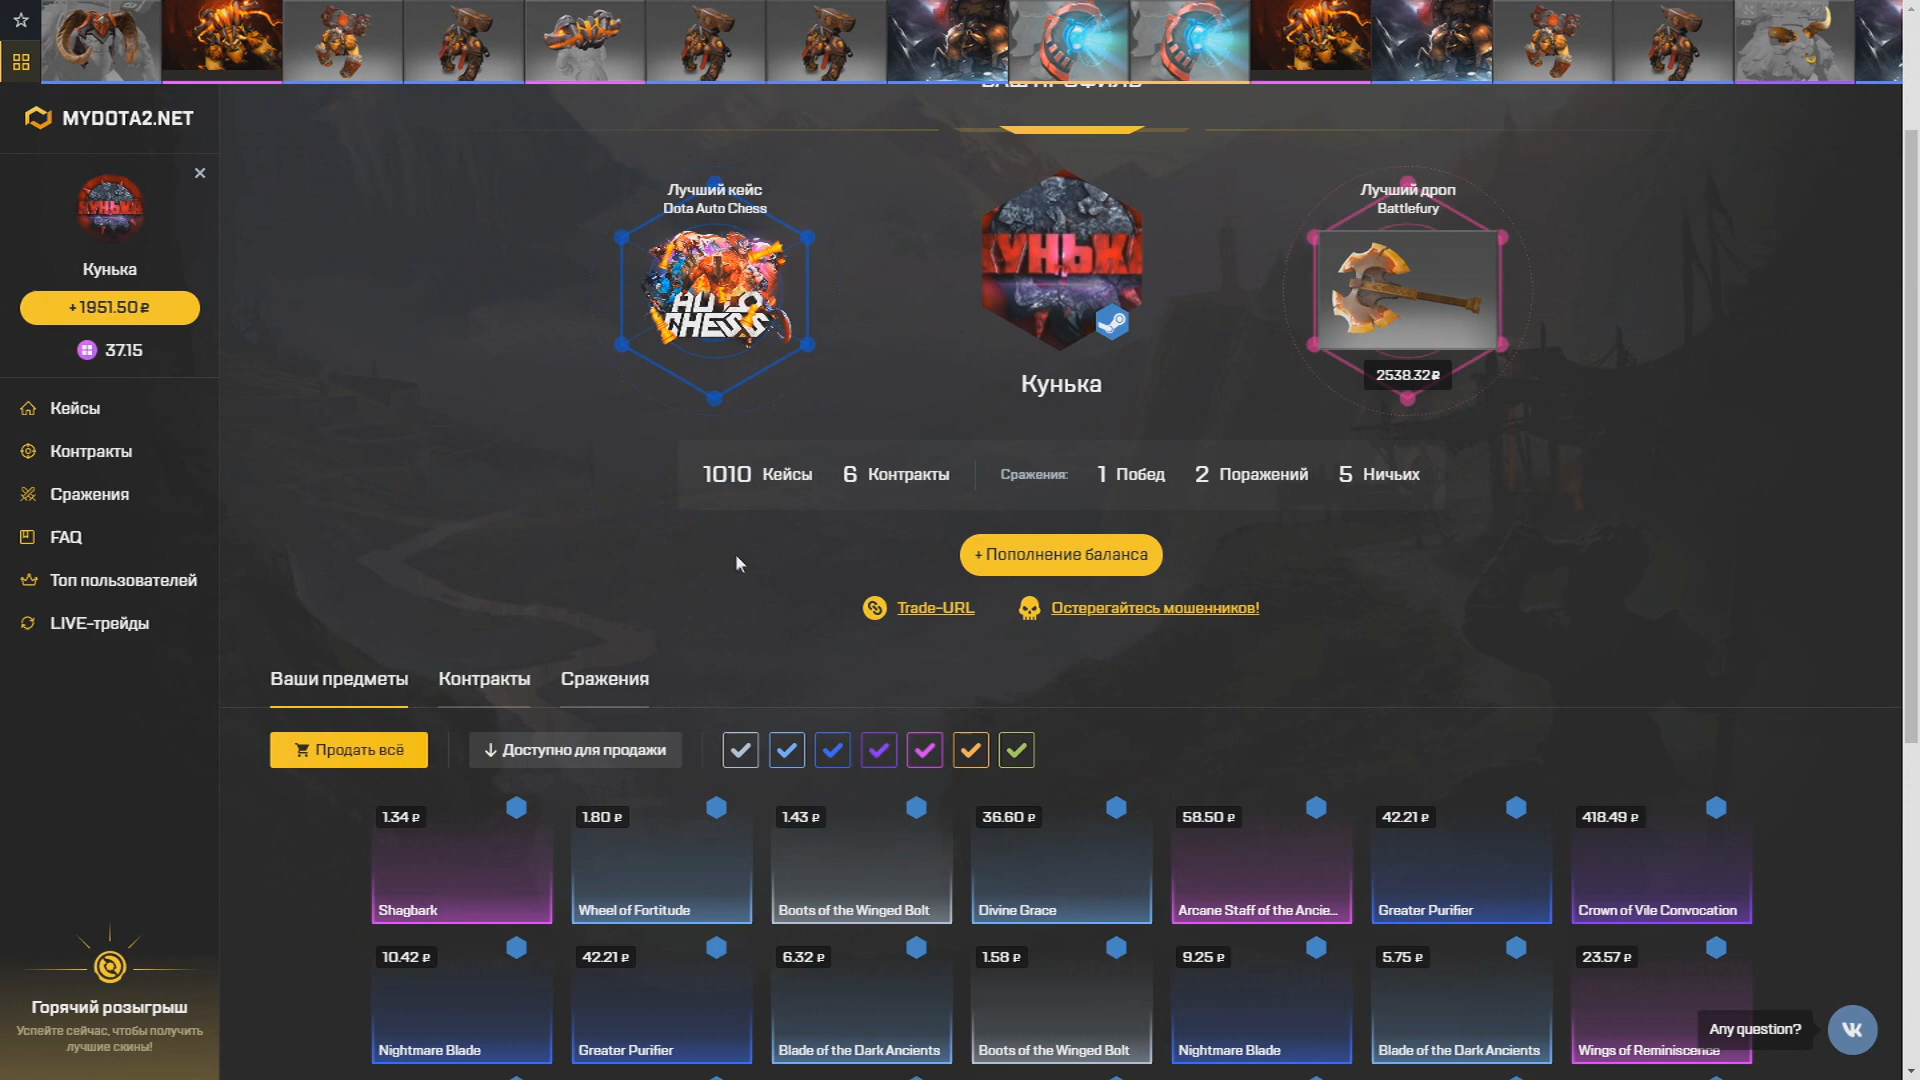 MYDOTA2.NET
Кунька
+1951.50₽
37.15
Кейсы
Контракты
Сражения
FAQ
Топ пользователей
LIVE-трейды
Горячий розыгрыш
Успейте сейчас, чтобы получить
лучшие скины!
Лучший кейс
Dota Auto Chess
Кунька
Лучший дроп
Battlefury
2538.32₽
1010 Кейсы 6 Контракты Сражения: 1 Побед 2 Поражений 5 Ничьих
+ Пополнение баланса
Trade-URL Остерегайтесь мошенников!
Ваши предметы Контракты Сражения
Продать всё Доступно для продажи
1.34 ₽ 1.80 ₽ 1.43 ₽ 36.60 ₽ 58.50 ₽ 42.21 ₽ 418.49 ₽
Shagbark Wheel of Fortitude Boots of the Winged Bolt Divine Grace Arcane Staff of the Ancie... Greater Purifier Crown of Vile Convocation
10.42 ₽ 42.21 ₽ 6.32 ₽ 1.58 ₽ 9.25 ₽ 5.75 ₽ 23.57 ₽
Nightmare Blade Greater Purifier Blade of the Dark Ancients Boots of the Winged Bolt Nightmare Blade Blade of the Dark Ancients Wings of Reminiscence
Any question?